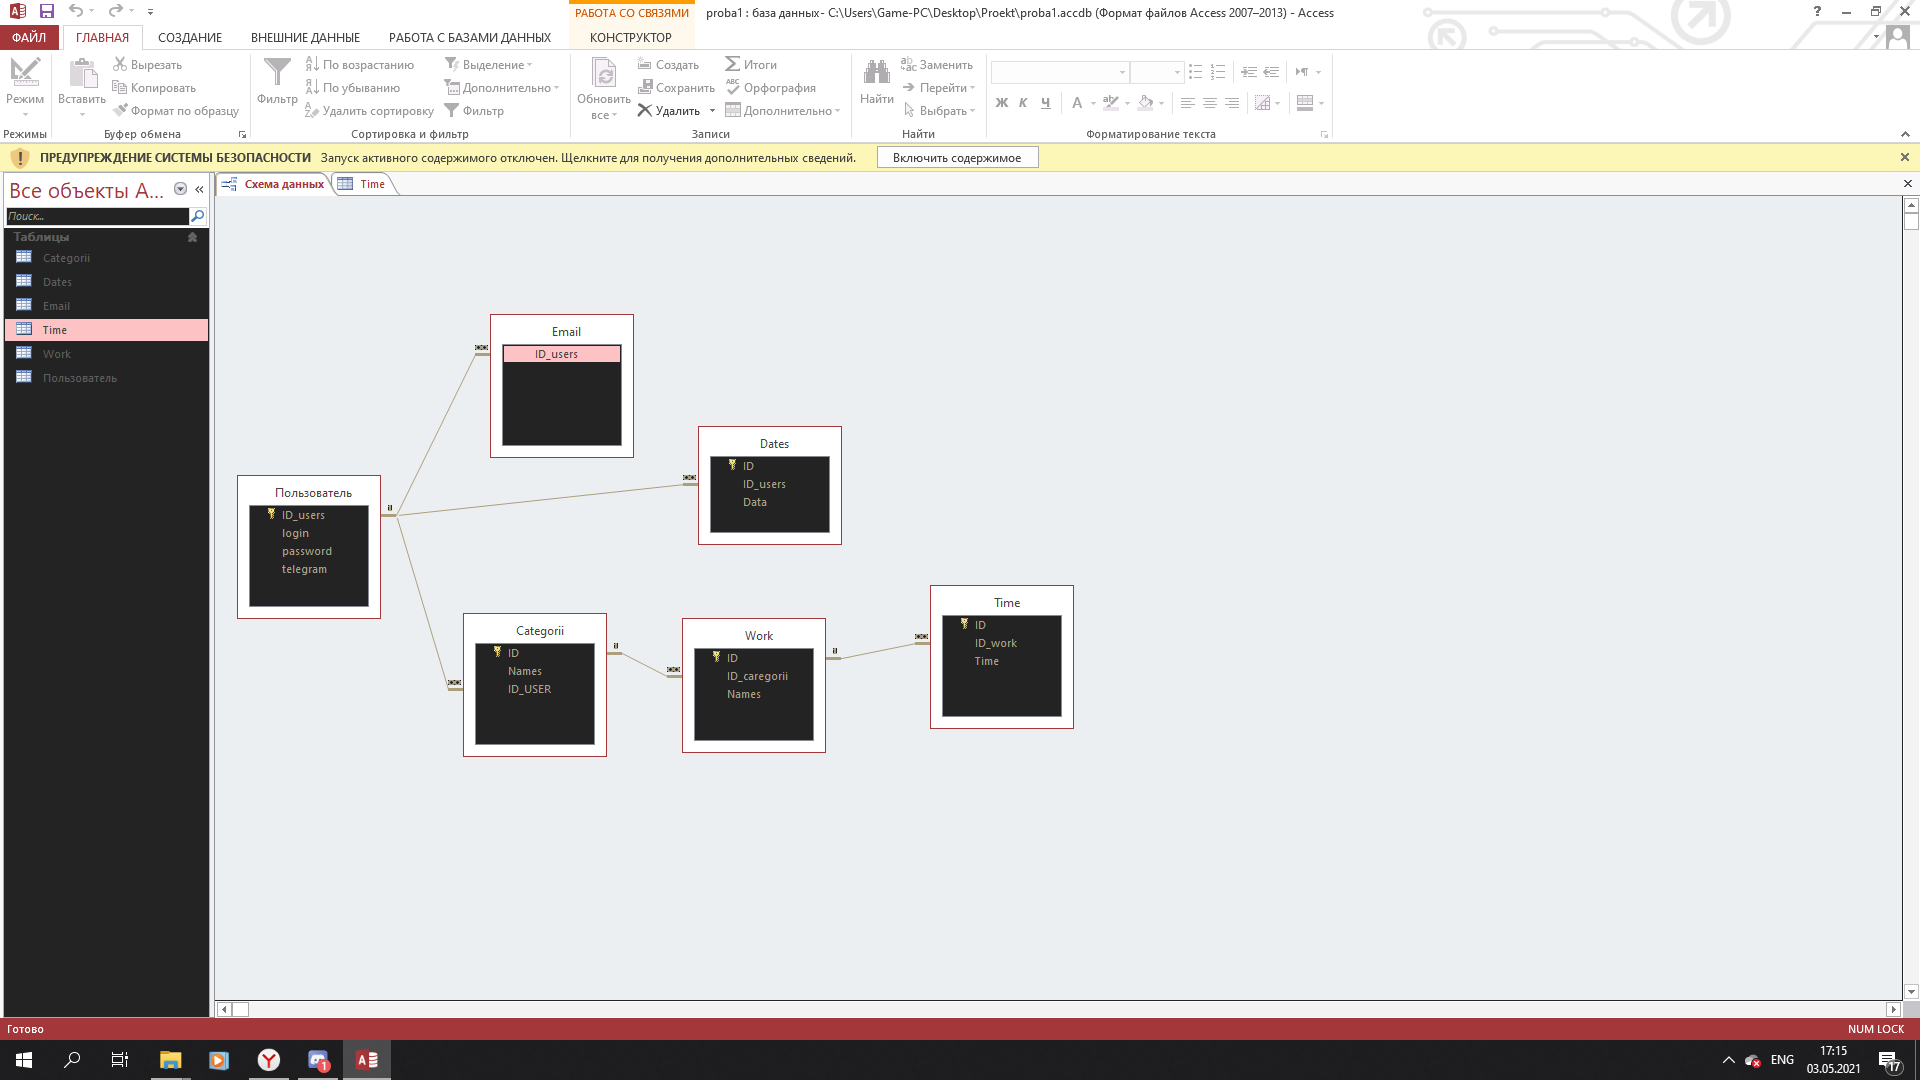 РАБОТА СО СВЯЗЯМИ
proba1 : база данных- C:\Users\Game-PC\Desktop\Proekt\proba1.accdb (Формат файлов Access 2007–2013) - Access
?
ФАЙЛ
ГЛАВНАЯ
СОЗДАНИЕ
ВНЕШНИЕ ДАННЫЕ
РАБОТА С БАЗАМИ ДАННЫХ
КОНСТРУКТОР
Режим
Режимы
Вставить
Вырезать
Копировать
Формат по образцу
Буфер обмена
Фильтр
По возрастанию
По убыванию
Удалить сортировку
Выделение
Дополнительно
Фильтр
Сортировка и фильтр
Обновить
все
Создать
Сохранить
Удалить
Итоги
Орфография
Дополнительно
Записи
Найти
Заменить
Перейти
Выбрать
Найти
Ж К Ч А
Форматирование текста
ПРЕДУПРЕЖДЕНИЕ СИСТЕМЫ БЕЗОПАСНОСТИ Запуск активного содержимого отключен. Щелкните для получения дополнительных сведений.
Включить содержимое
Все объекты A...
Поиск...
Таблицы
Categorii
Dates
Email
Time
Work
Пользователь
Схема данных
Time
Email
ID_users
Dates
ID
ID_users
Data
Пользователь
ID_users
login
password
telegram
Categorii
ID
Names
ID_USER
Work
ID
ID_caregorii
Names
Time
ID
ID_work
Time
Готово
NUM LOCK
1
ENG
17:15
03.05.2021
17